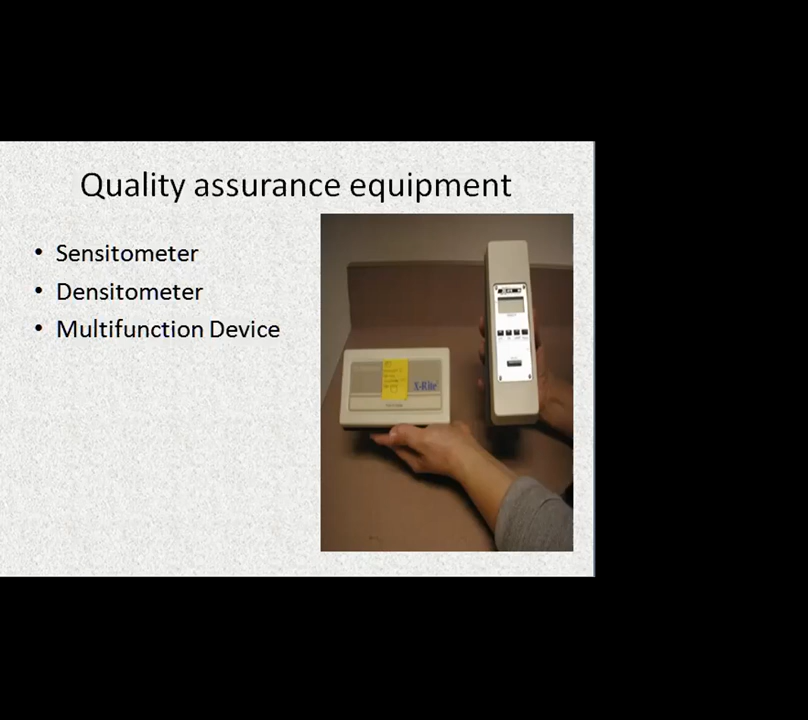 Quality assurance equipment
• Sensitometer
• Densitometer
• Multifunction Device
X-Rite